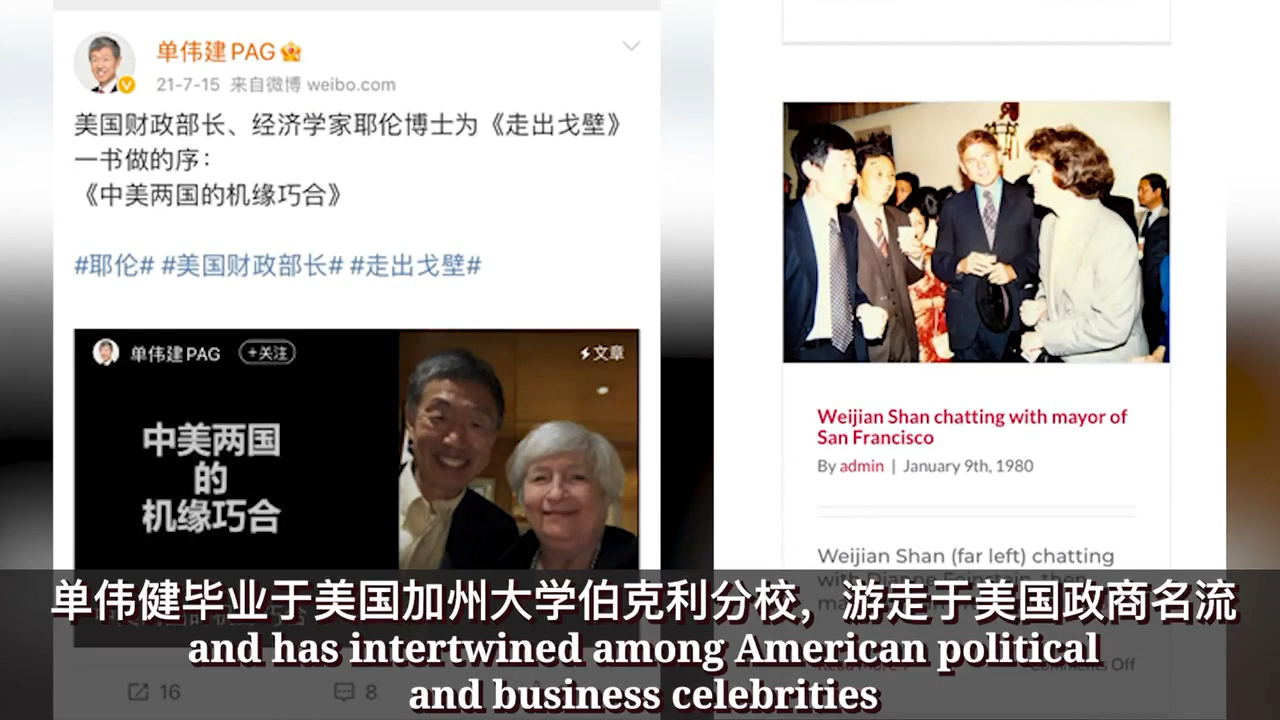 单伟建PAG
21-7-15 来自微博 weibo.com
美国财政部长、经济学家耶伦博士为《走出戈壁》
一书做的序：
《中美两国的机缘巧合》
#耶伦# #美国财政部长# #走出戈壁#
单伟建PAG +关注
文章
中美两国
的
机缘巧合
16 8
Weijian Shan chatting with mayor of
San Francisco
By admin | January 9th, 1980
Weijian Shan (far left) chatting
with Dianne Feinstein, then
Comments Off
单伟健毕业于美国加州大学伯克利分校，游走于美国政商名流
and has intertwined among American political
and business celebrities